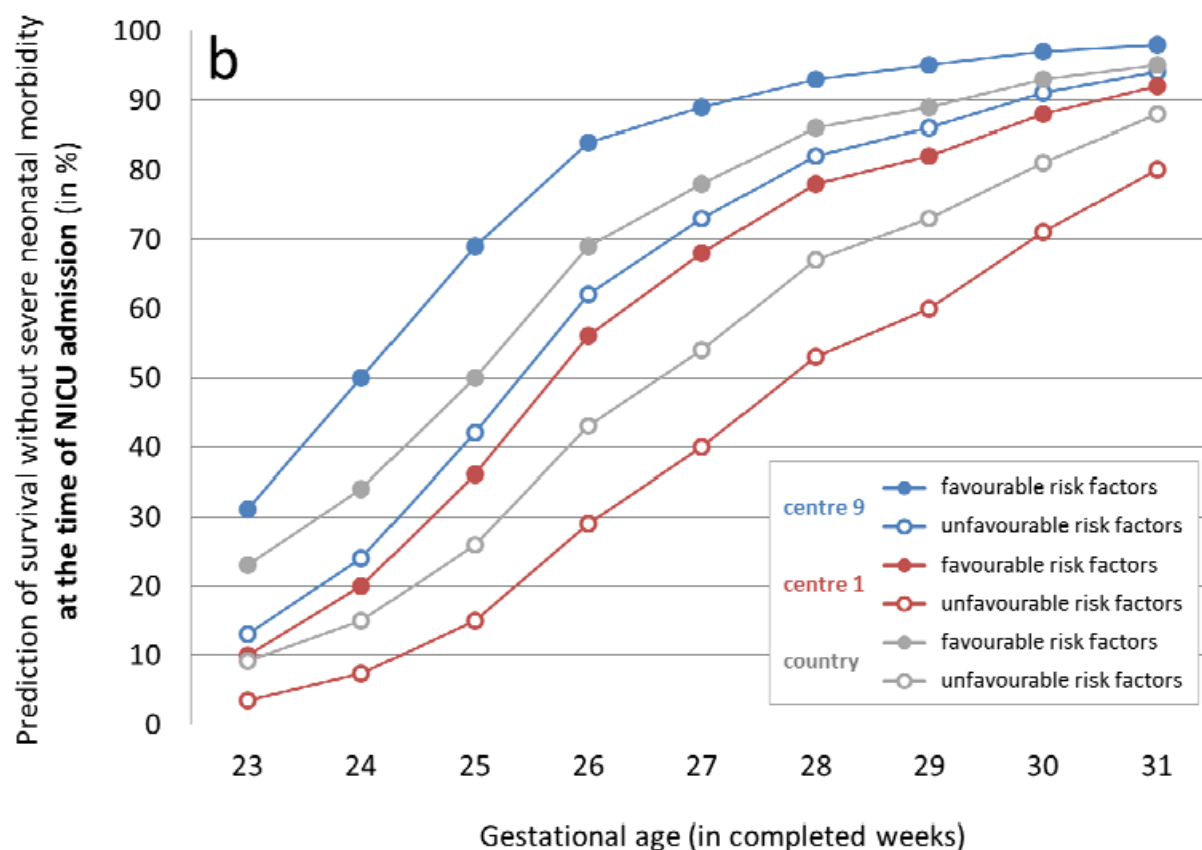 b
Prediction of survival without severe neonatal morbidity
at the time of NICU admission (in %)
100
90
80
70
60
50
40
30
20
10
0
23 24 25 26 27 28 29 30 31
Gestational age (in completed weeks)
centre 9
favourable risk factors
unfavourable risk factors
centre 1
favourable risk factors
unfavourable risk factors
country
favourable risk factors
unfavourable risk factors